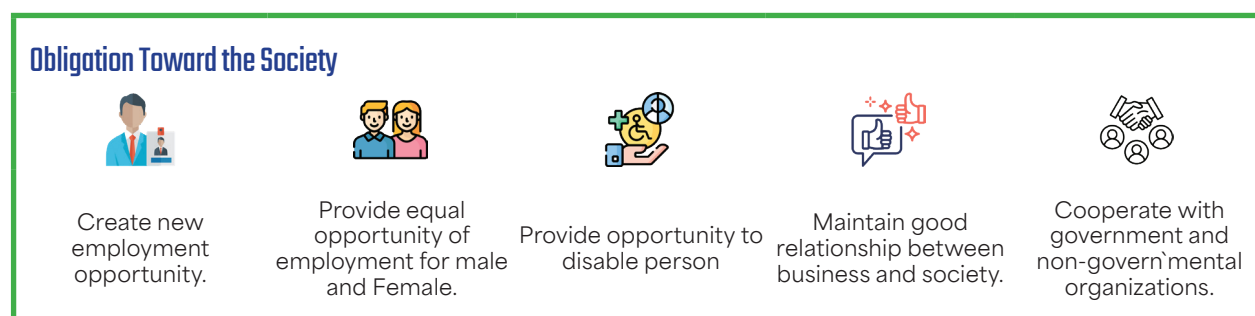 Obligation Toward the Society
Create new
employment
opportunity.
Provide equal
opportunity of
employment for male
and Female.
Provide opportunity to
disable person
Maintain good
relationship between
business and society.
Cooperate with
government and
non-govern`mental
organizations.